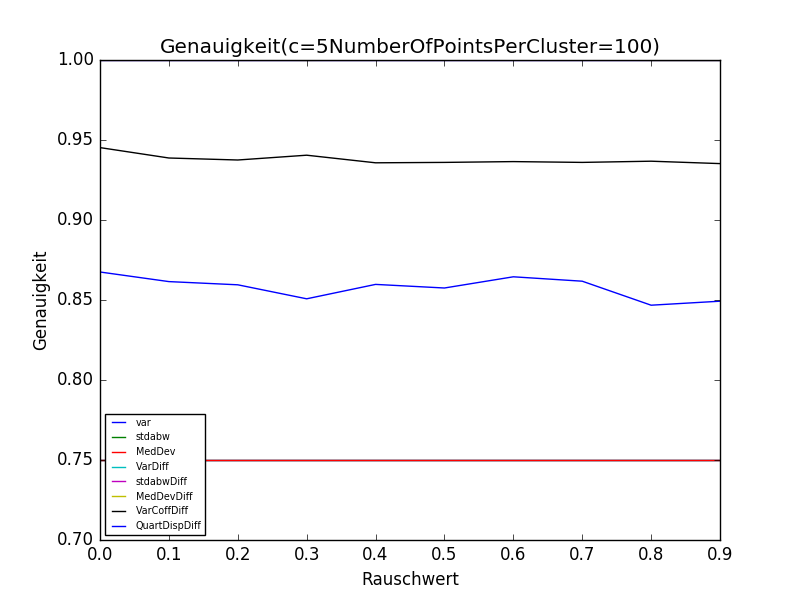 Genauigkeit(c=5NumberOfPointsPerCluster=100)
1.00
0.95
0.90
0.85
0.80
0.75
0.70
Genauigkeit
var
stdabw
MedDev
VarDiff
stdabwDiff
MedDevDiff
VarCoffDiff
QuartDispDiff
0.0 0.1 0.2 0.3 0.4 0.5 0.6 0.7 0.8 0.9
Rauschwert